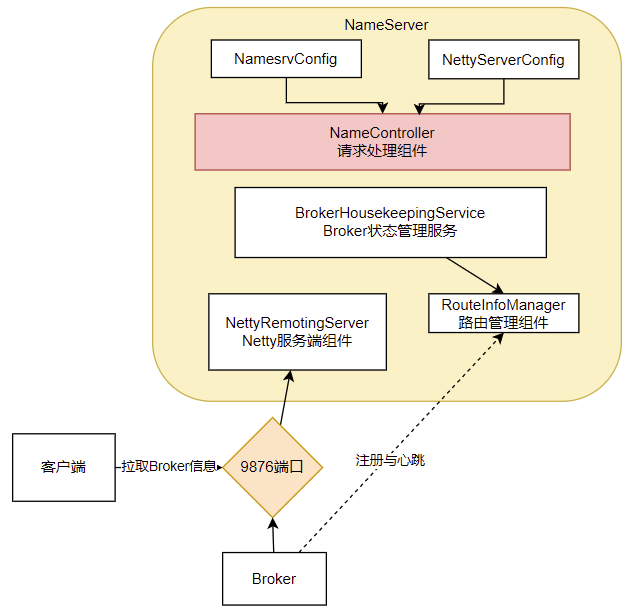 NameServer
NamesrvConfig
NettyServerConfig
NameController
请求处理组件
BrokerHousekeepingService
Broker状态管理服务
NettyRemotingServer
Netty服务端组件
RouteInfoManager
路由管理组件
客户端
拉取Broker信息
9876端口
注册与心跳
Broker